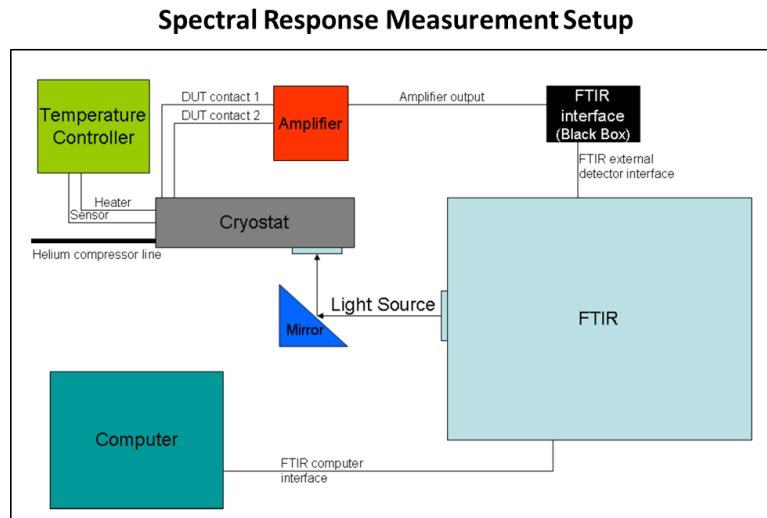 Spectral Response Measurement Setup
Temperature
Controller
DUT contact 1
DUT contact 2
Amplifier
Amplifier output
FTIR
interface
(Black Box)
FTIR external
detector interface
Heater
Sensor
Cryostat
Helium compressor line
Light Source
Mirror
FTIR
Computer
FTIR computer
interface